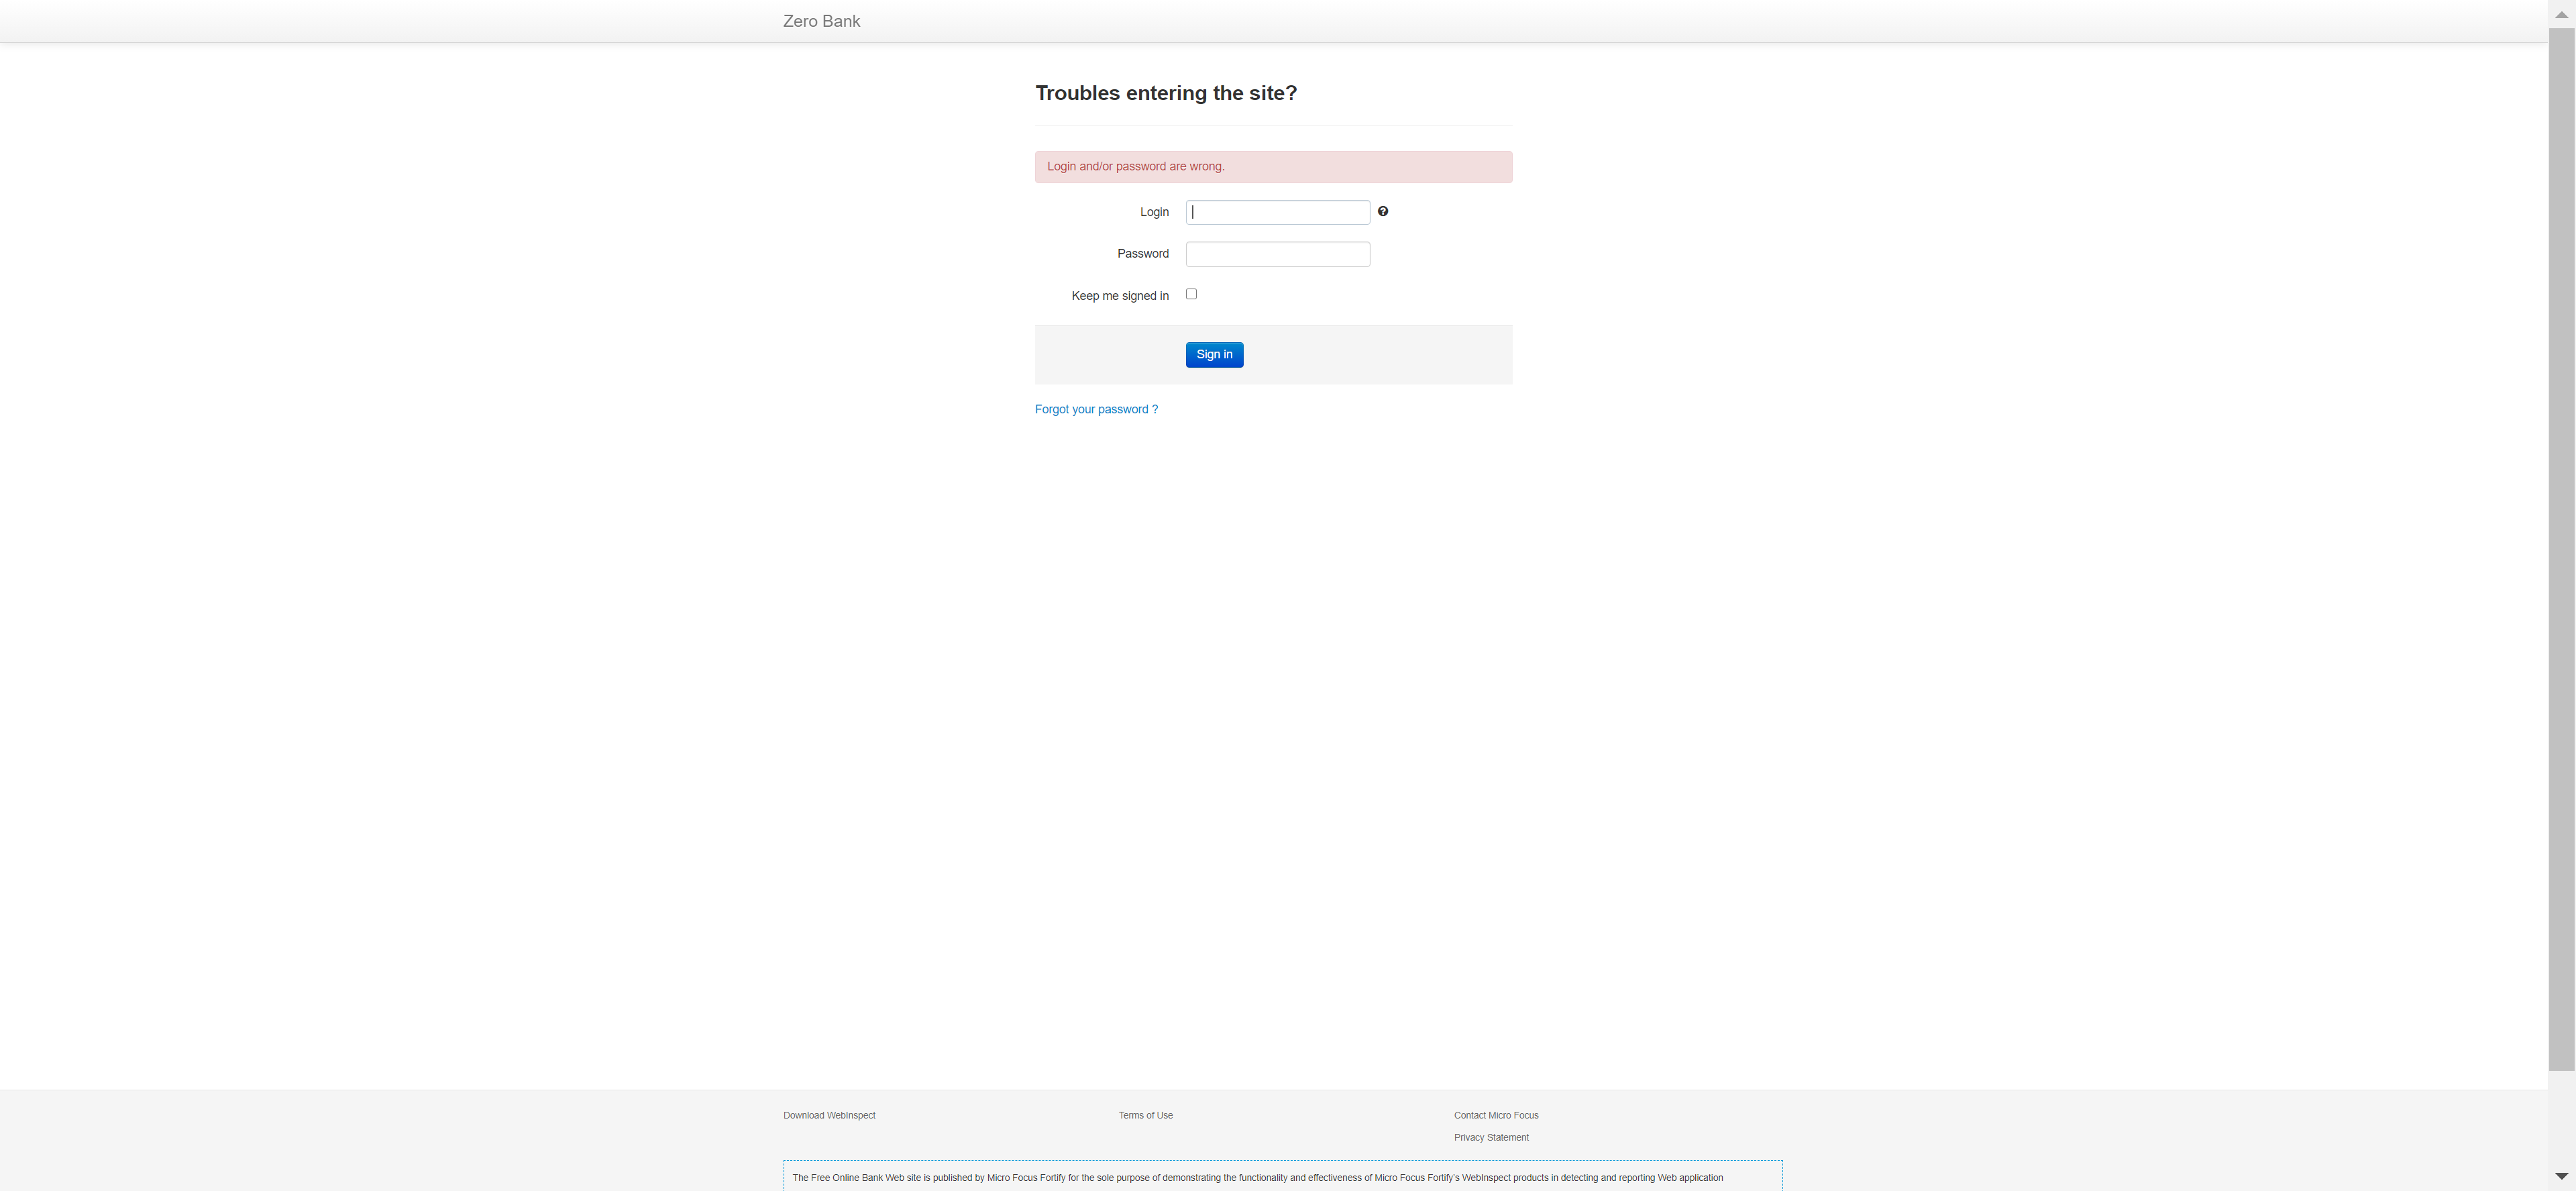 Zero Bank
Troubles entering the site?
Login and/or password are wrong.
Login
Password
Keep me signed in
Sign in
Forgot your password ?
Download WebInspect
Terms of Use
Contact Micro Focus
Privacy Statement
The Free Online Bank Web site is published by Micro Focus Fortify for the sole purpose of demonstrating the functionality and effectiveness of Micro Focus Fortify's WebInspect products in detecting and reporting Web application